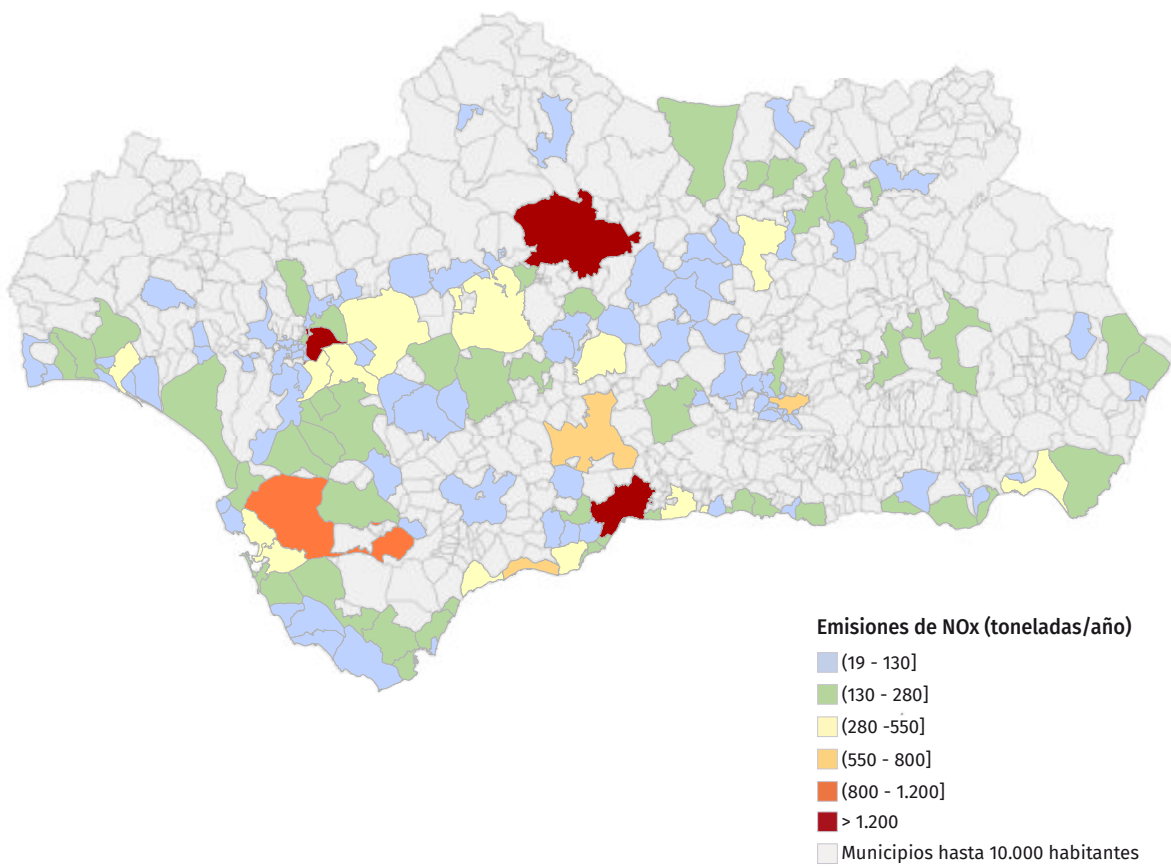 Emisiones de NOx (toneladas/año)
(19 - 130]
(130 - 280]
(280 -550]
(550 - 800]
(800 - 1.200]
> 1.200
Municipios hasta 10.000 habitantes